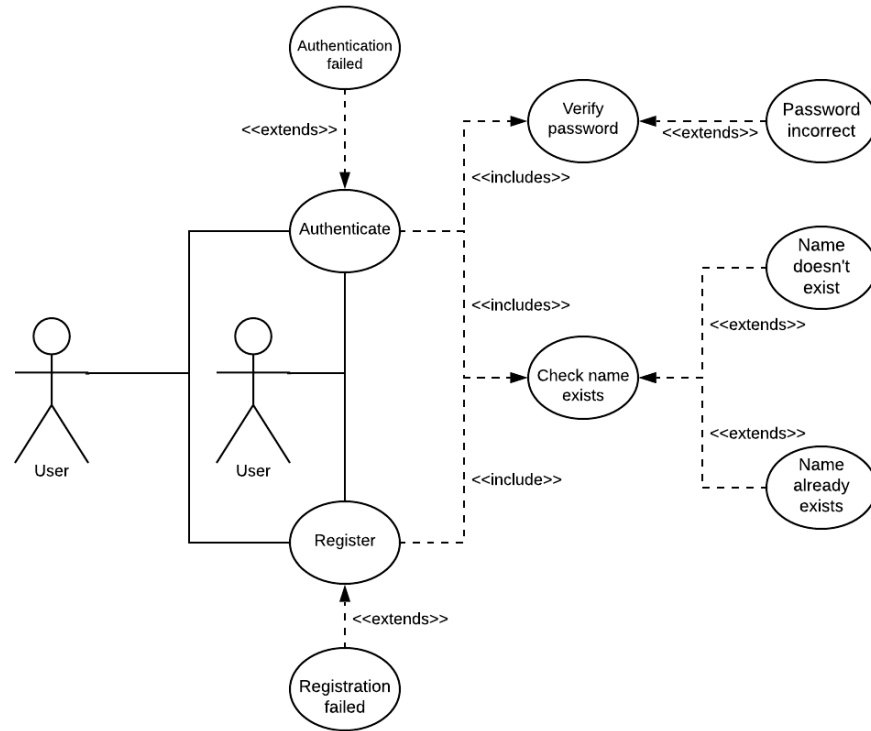 Authentication
failed
<<extends>>
Verify
password
<<extends>>
Password
incorrect
<<includes>>
Authenticate
Name
doesn't
exist
<<includes>>
<<extends>>
Check name
exists
User
User
<<extends>>
Name
already
exists
<<include>>
Register
<<extends>>
Registration
failed